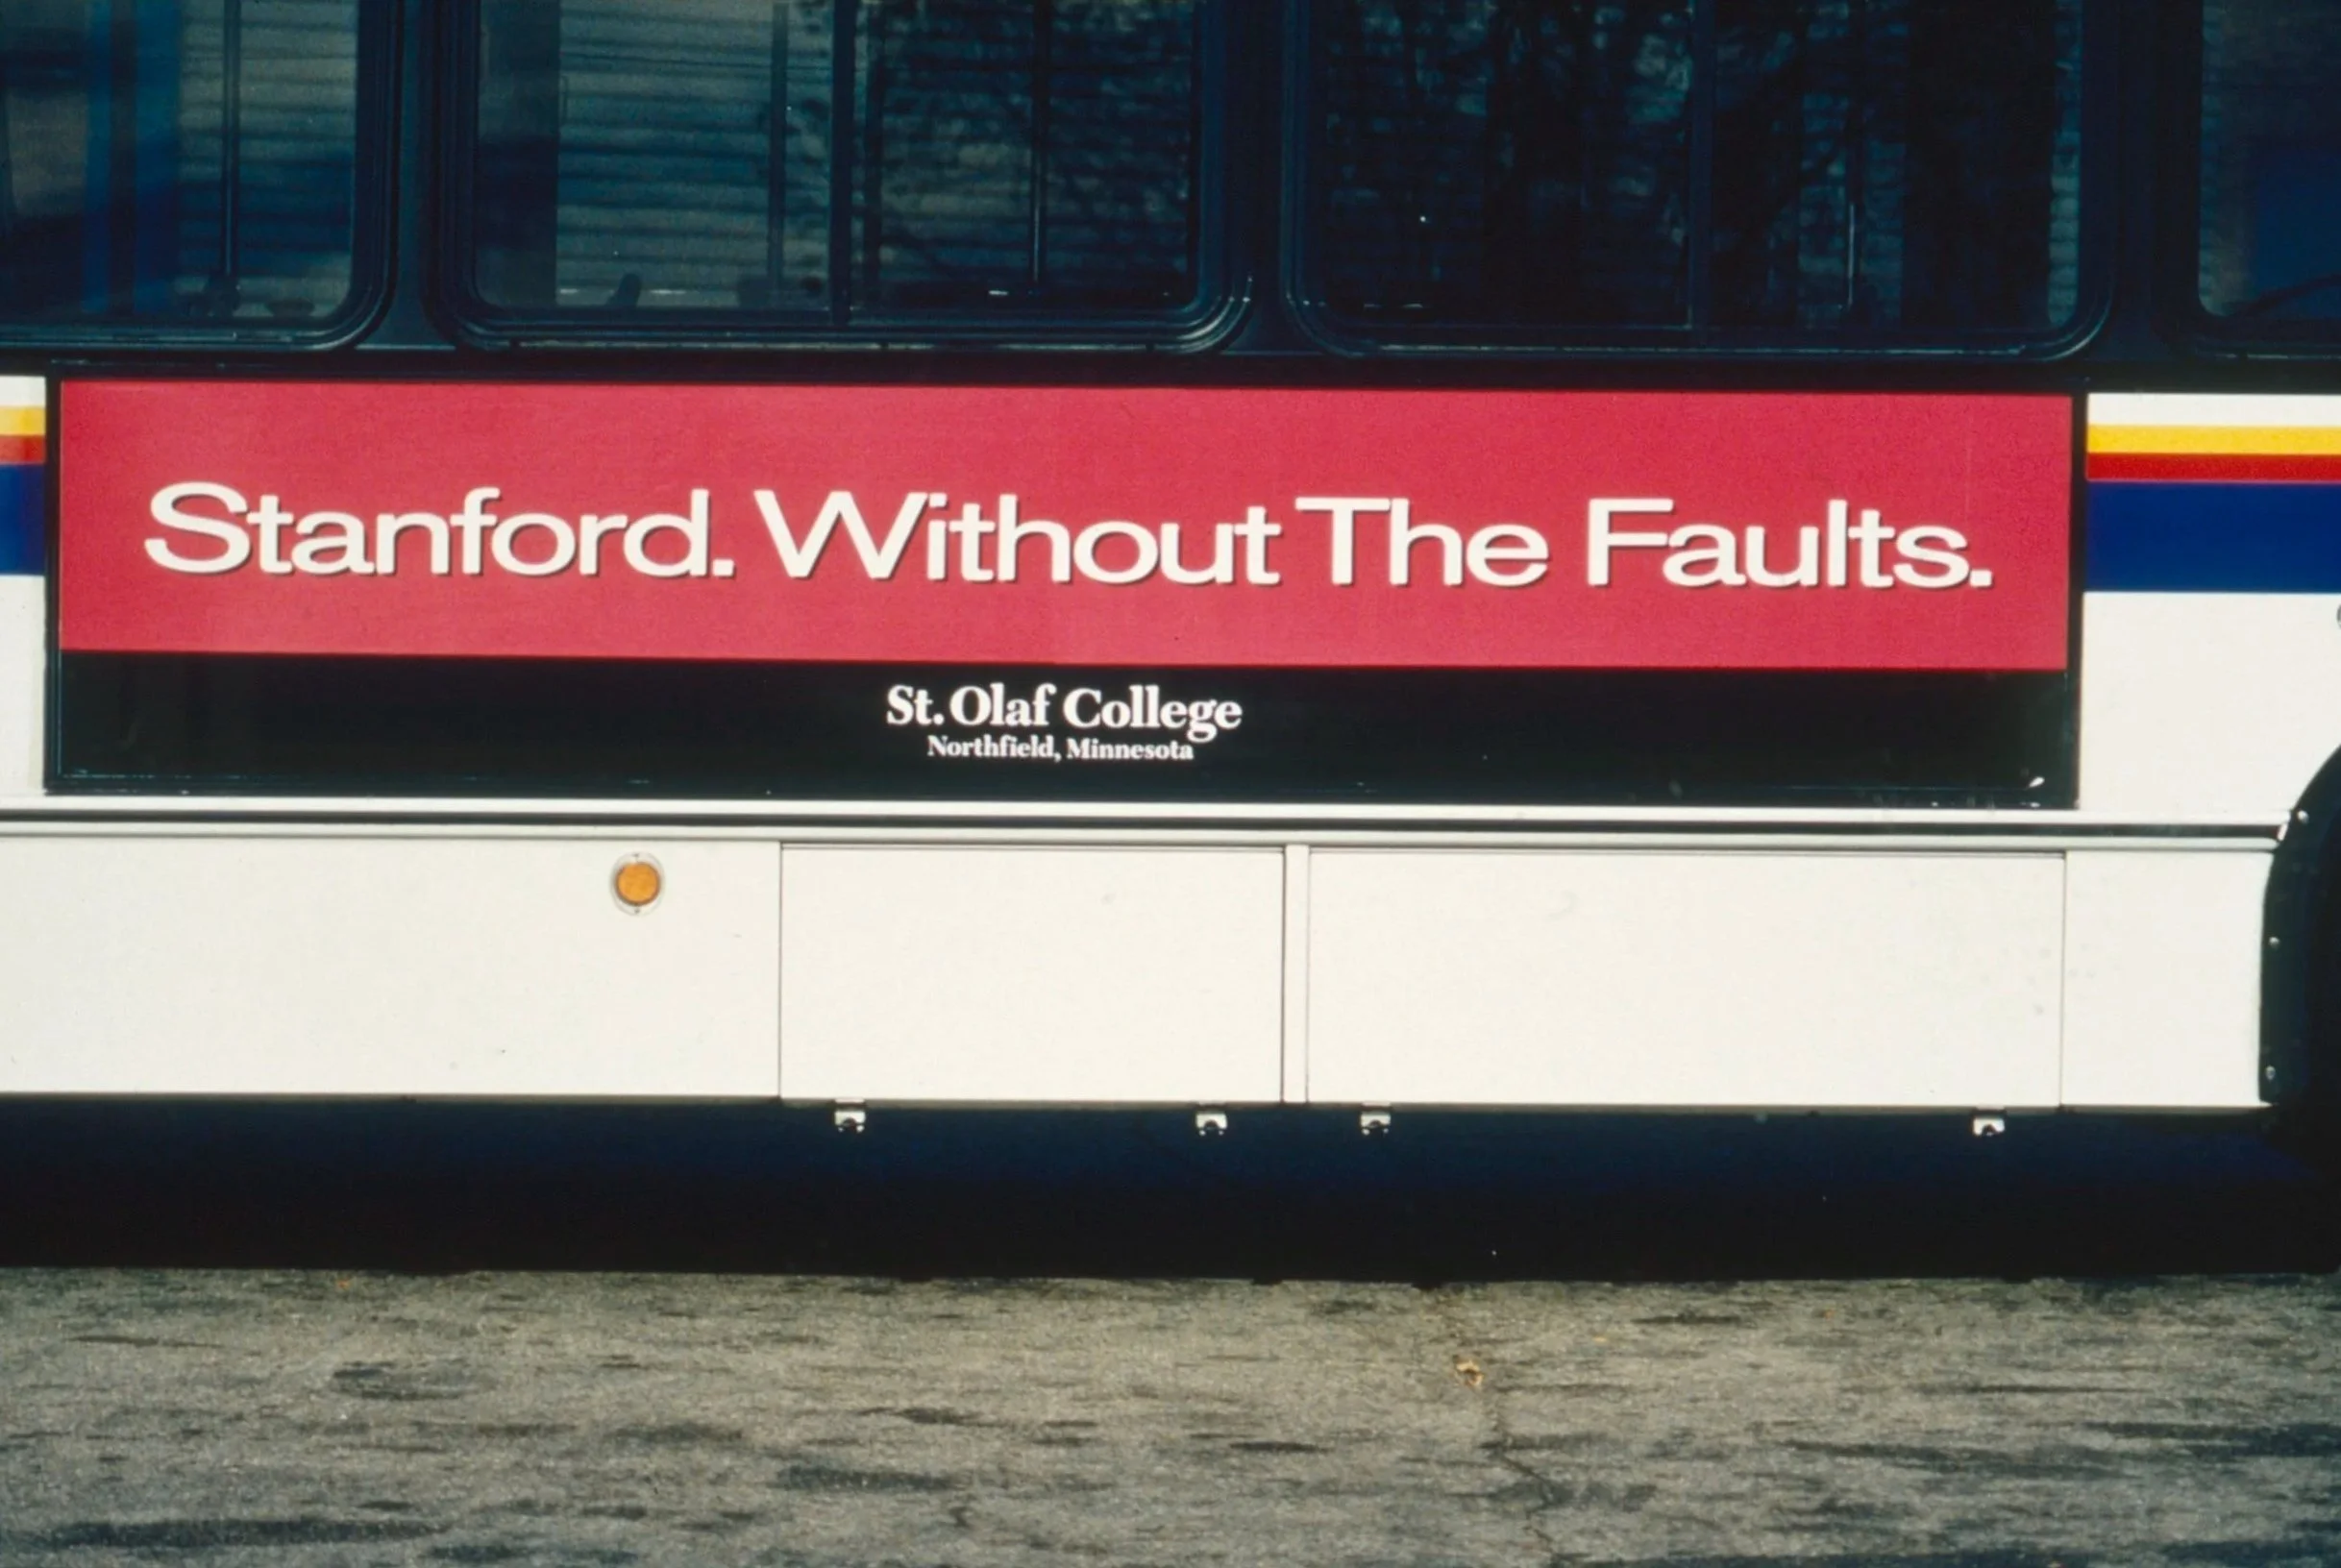 Stanford. Without The Faults.
St. Olaf College
Northfield, Minnesota